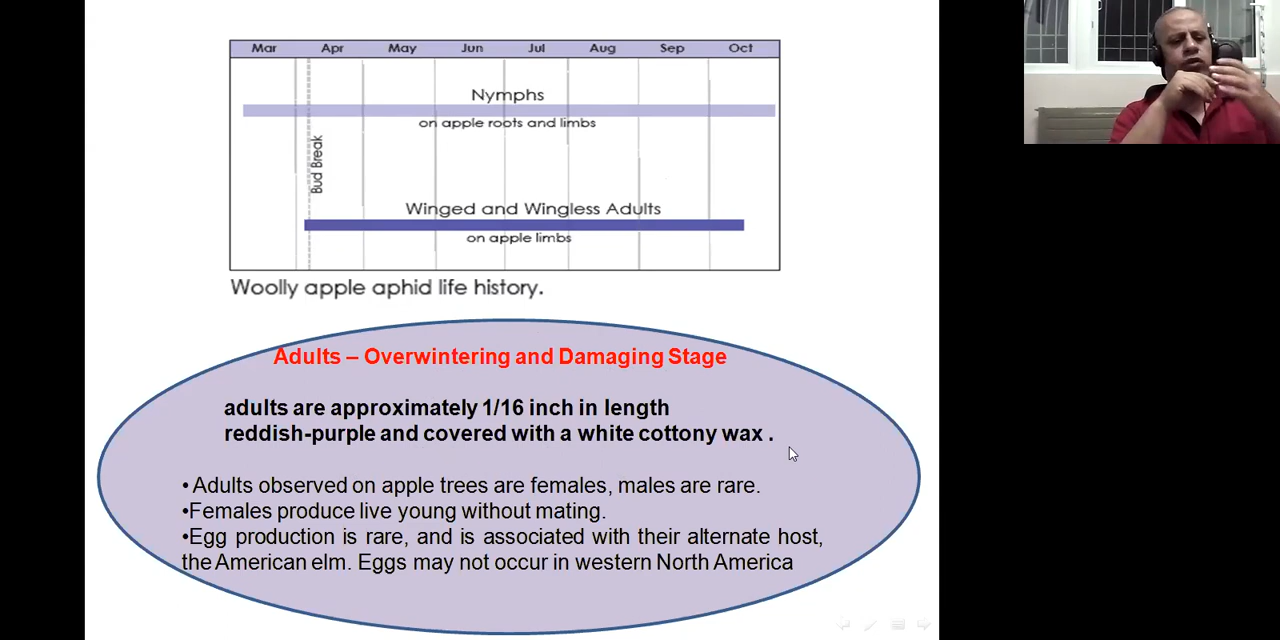 Mar Apr May Jun Jul Aug Sep Oct
Nymphs
on apple roots and limbs
Bud Break
Winged and Wingless Adults
on apple limbs
Woolly apple aphid life history.
Adults – Overwintering and Damaging Stage
adults are approximately 1/16 inch in length
reddish-purple and covered with a white cottony wax .
• Adults observed on apple trees are females, males are rare.
•Females produce live young without mating.
•Egg production is rare, and is associated with their alternate host,
the American elm. Eggs may not occur in western North America